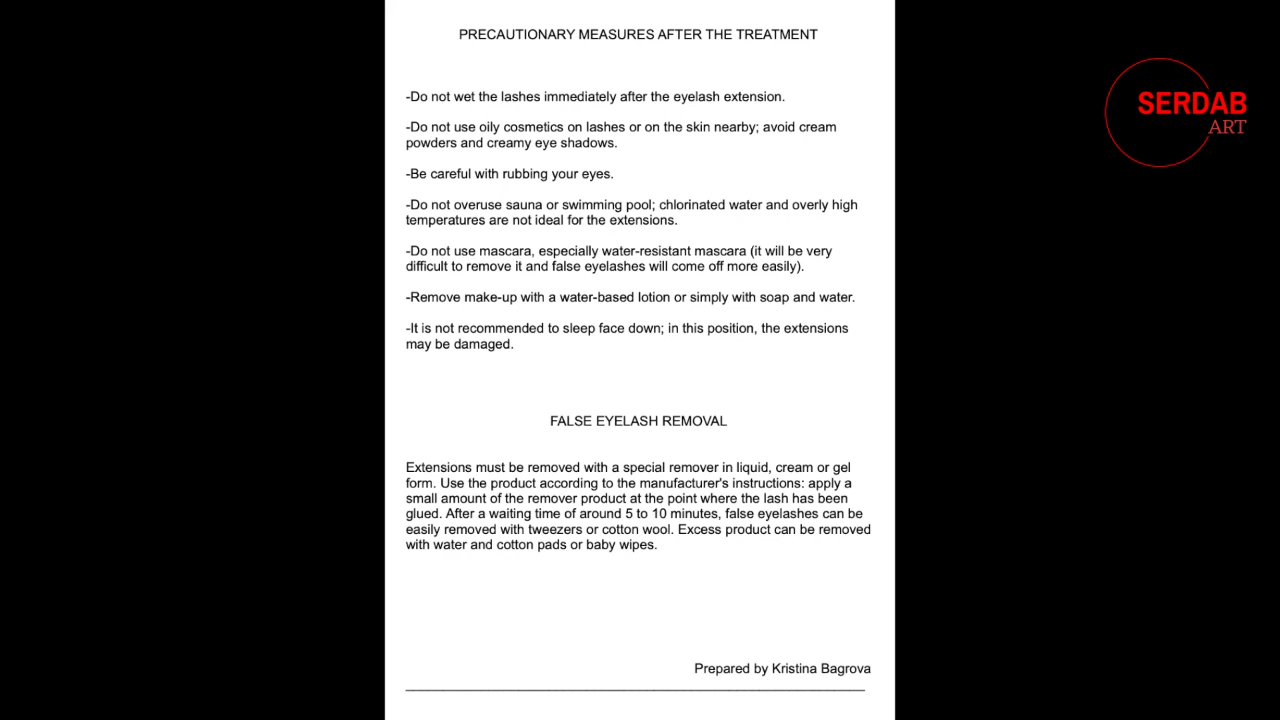 PRECAUTIONARY MEASURES AFTER THE TREATMENT
-Do not wet the lashes immediately after the eyelash extension.
-Do not use oily cosmetics on lashes or on the skin nearby; avoid cream
powders and creamy eye shadows.
-Be careful with rubbing your eyes.
-Do not overuse sauna or swimming pool; chlorinated water and overly high
temperatures are not ideal for the extensions.
-Do not use mascara, especially water-resistant mascara (it will be very
difficult to remove it and false eyelashes will come off more easily).
-Remove make-up with a water-based lotion or simply with soap and water.
-It is not recommended to sleep face down; in this position, the extensions
may be damaged.
FALSE EYELASH REMOVAL
Extensions must be removed with a special remover in liquid, cream or gel
form. Use the product according to the manufacturer's instructions: apply a
small amount of the remover product at the point where the lash has been
glued. After a waiting time of around 5 to 10 minutes, false eyelashes can be
easily removed with tweezers or cotton wool. Excess product can be removed
with water and cotton pads or baby wipes.
Prepared by Kristina Bagrova
SERDAB
ART